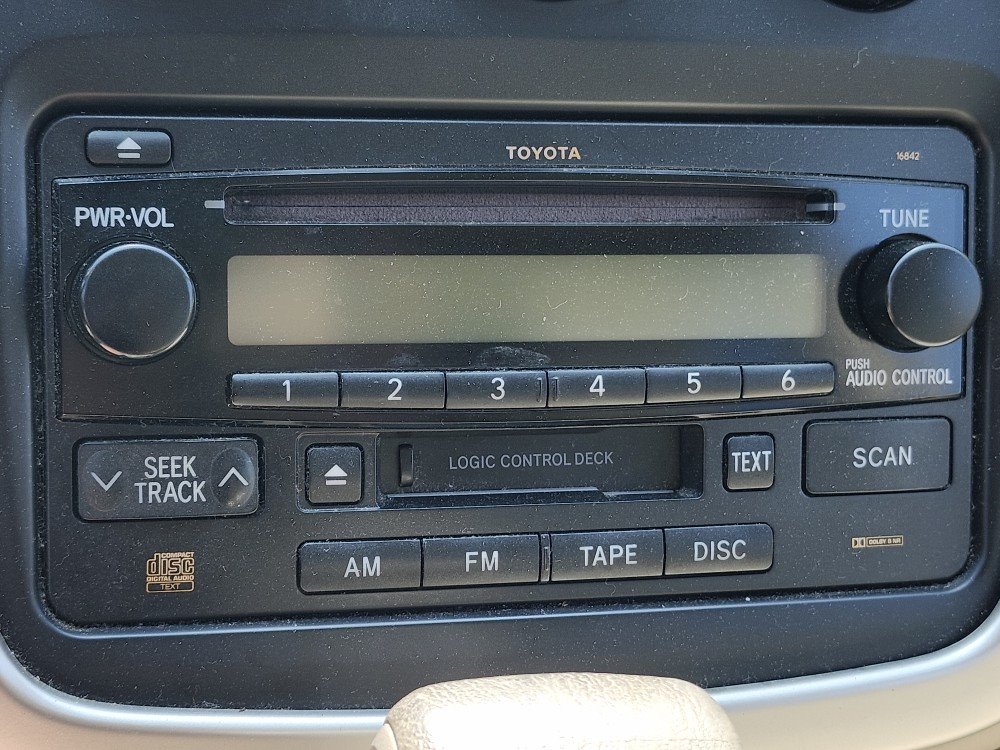 TOYOTA
16842
PWR·VOL
TUNE
1 2 3 4 5 6
PUSH
AUDIO CONTROL
SEEK
TRACK
LOGIC CONTROL DECK
TEXT
SCAN
COMPACT
disc
DIGITAL AUDIO
TEXT
AM FM TAPE DISC
DOLBY B NR